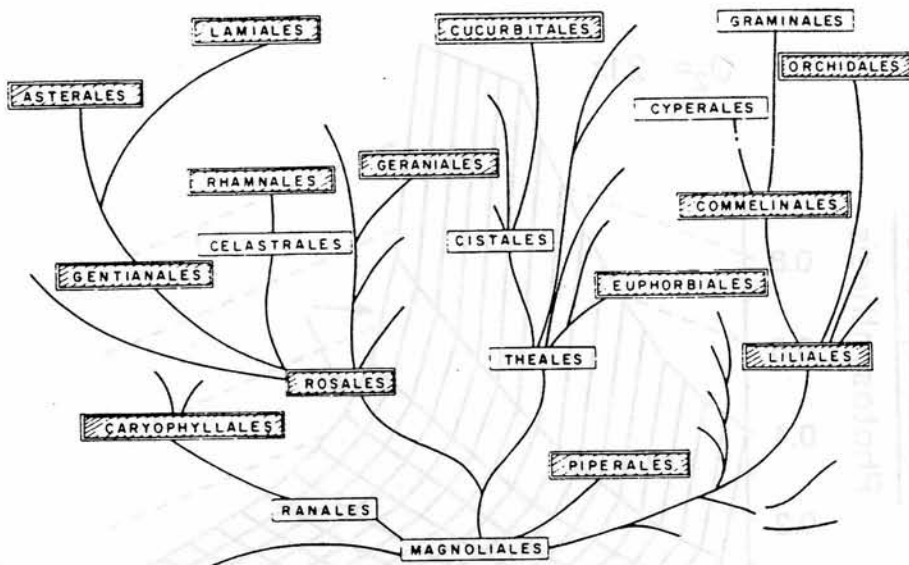 LAMIALES
CUCURBITALES
GRAMINALES
ORCHIDALES
ASTERALES
CYPERALES
GERANIALES
RHAMNALES
COMMELINALES
CELASTRALES
CISTALES
GENTIANALES
EUPHORBIALES
THEALES
LILIALES
ROSALES
CARYOPHYLLALES
PIPERALES
RANALES
MAGNOLIALES